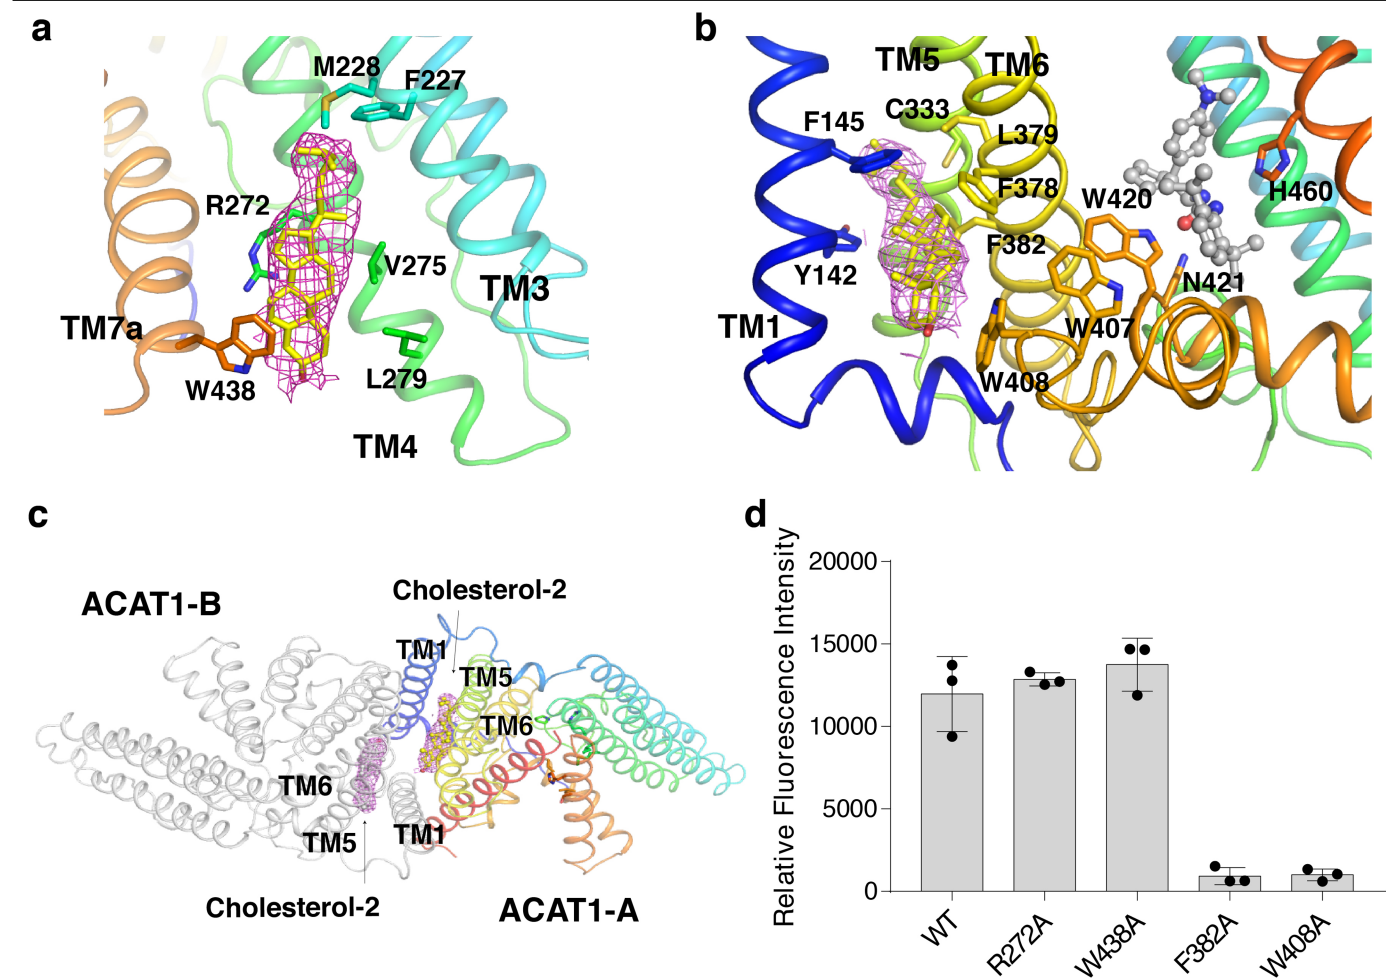 a
M228
F227
R272
V275
TM3
TM7a
W438
L279
TM4
b
TM5
TM6
C333
F145
L379
F378
W420
H460
F382
Y142
N421
TM1
W407
W408
c
Cholesterol-2
ACAT1-B
TM1
TM5
TM6
TM6
TM5
TM1
Cholesterol-2
ACAT1-A
d
Relative Fluorescence Intensity
20000
15000
10000
5000
0
WT
R272A
W438A
F382A
W408A